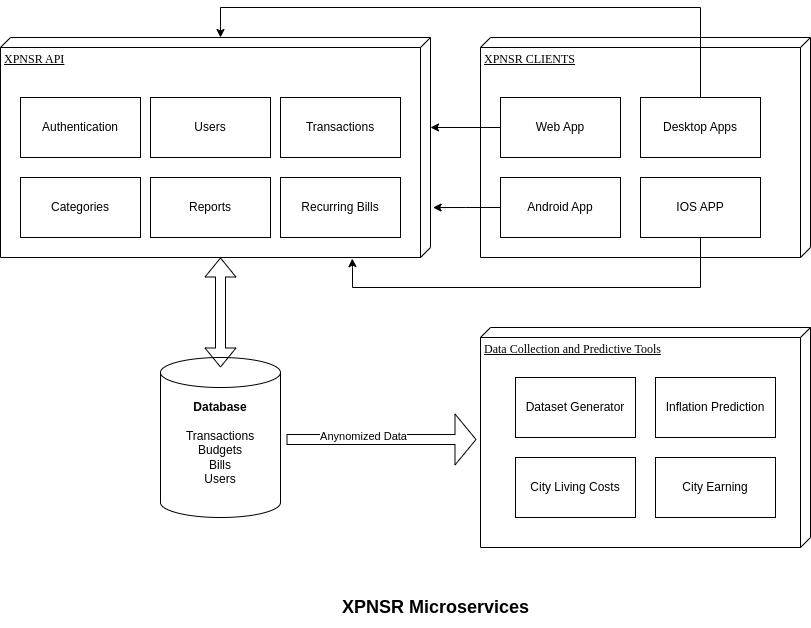 XPNSR API
XPNSR CLIENTS
Authentication
Users
Transactions
Web App
Desktop Apps
Categories
Reports
Recurring Bills
Android App
IOS APP
Data Collection and Predictive Tools
Database
Transactions
Budgets
Bills
Users
Anynomized Data
Dataset Generator
Inflation Prediction
City Living Costs
City Earning
XPNSR Microservices